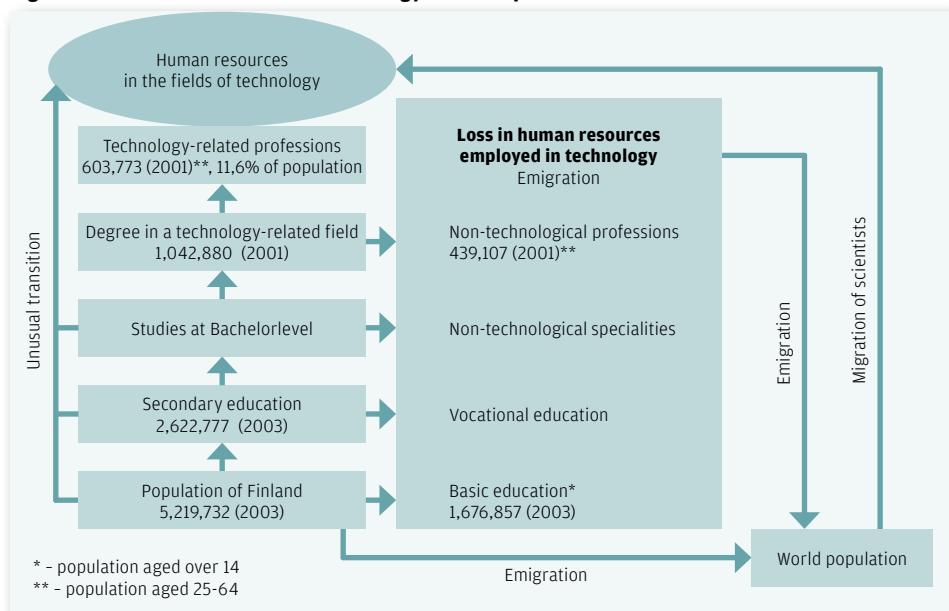 Human resources
in the fields of technology
Technology-related professions
603,773 (2001)**, 11,6% of population
Degree in a technology-related field
1,042,880 (2001)
Studies at Bachelorlevel
Secondary education
2,622,777 (2003)
Population of Finland
5,219,732 (2003)
Unusual transition
Loss in human resources
employed in technology
Emigration
Non-technological professions
439,107 (2001)**
Non-technological specialities
Vocational education
Basic education*
1,676,857 (2003)
Emigration
Migration of scientists
World population
Emigration
* – population aged over 14
** – population aged 25-64